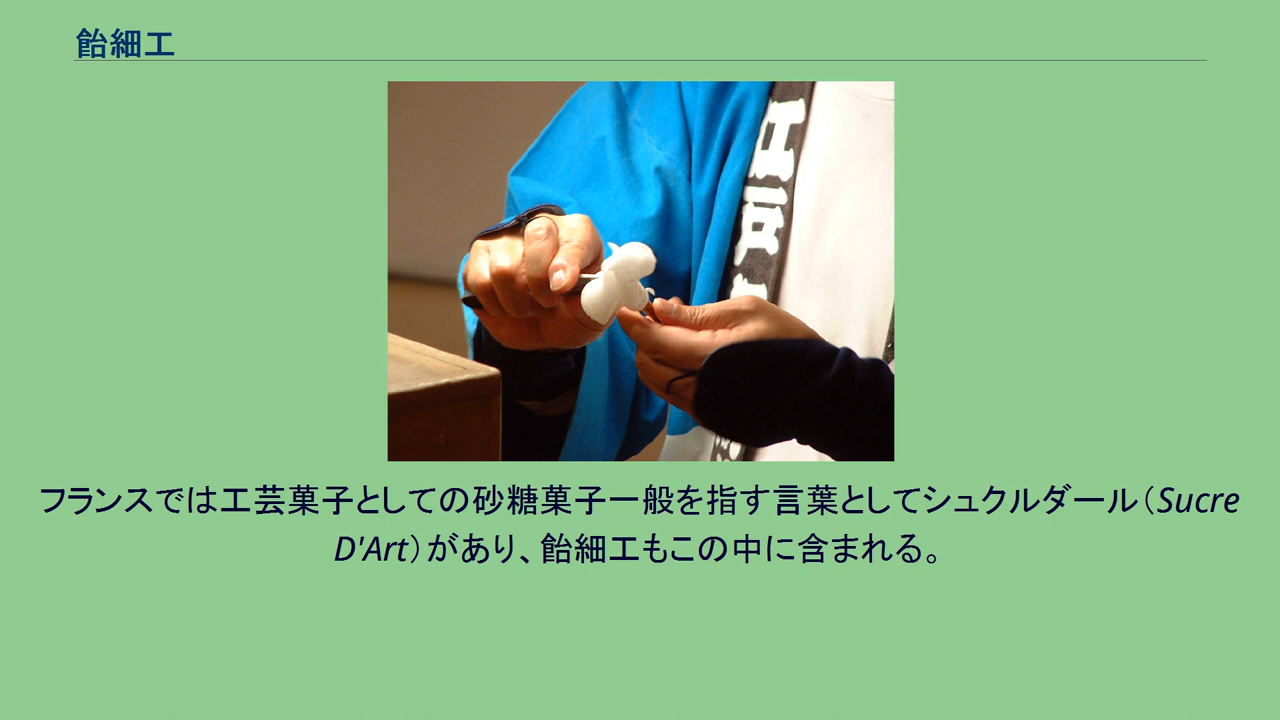 飴細工
江戸
フランスでは工芸菓子としての砂糖菓子一般を指す言葉としてシュクルダール（Sucre
D'Art）があり、飴細工もこの中に含まれる。